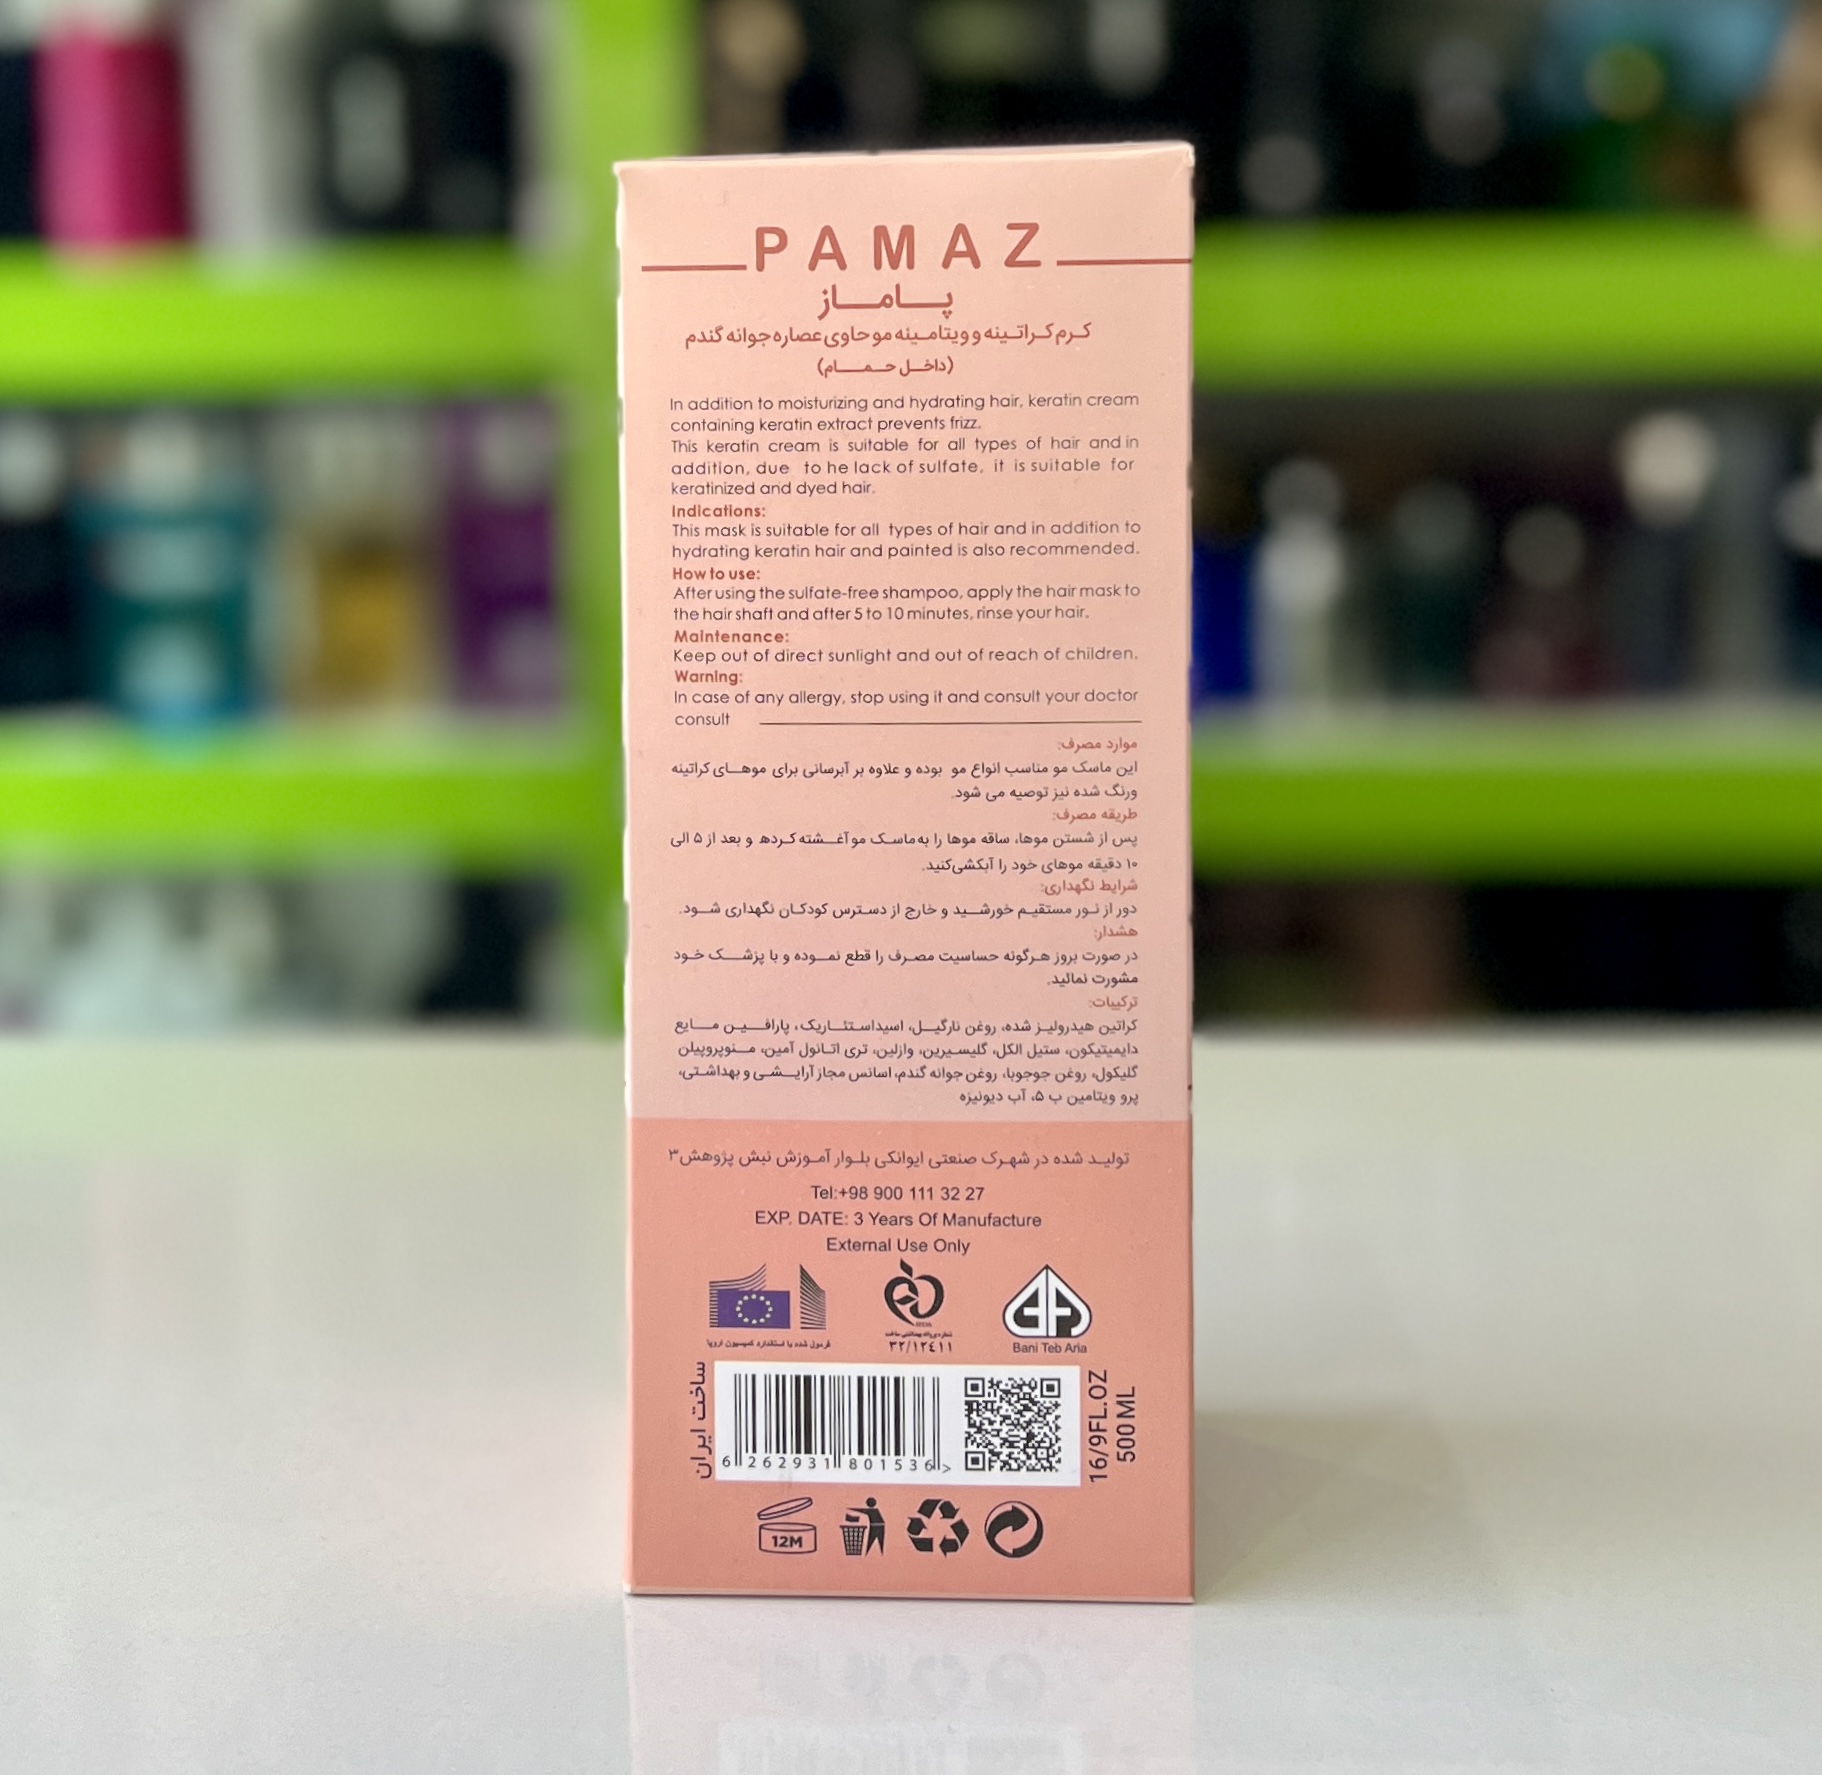 PAMAZ
پامـاز
کرم کراتینه و ویتامینه مو حاوی عصاره جوانه گندم
(داخل حمام)
In addition to moisturizing and hydrating hair, keratin cream
containing keratin extract prevents frizz.
This keratin cream is suitable for all types of hair and in
addition, due to he lack of sulfate, it is suitable for
keratinized and dyed hair.
Indications:
This mask is suitable for all types of hair and in addition to
hydrating keratin hair and painted is also recommended.
How to use:
After using the sulfate-free shampoo, apply the hair mask to
the hair shaft and after 5 to 10 minutes, rinse your hair.
Maintenance:
Keep out of direct sunlight and out of reach of children.
Warning:
In case of any allergy, stop using it and consult your doctor
consult
موارد مصرف:
این ماسک مو مناسب انواع مو بوده و علاوه بر آبرسانی برای موهای کراتینه
ورنگ شده نیز توصیه می شود.
طریقه مصرف:
پس از شستن موها، ساقه موها را به ماسک مو آغشته کرده و بعد از ۵ الی
۱۰ دقیقه موهای خود را آبکشی کنید.
شرایط نگهداری:
دور از نور مستقیم خورشید و خارج از دسترس کودکان نگهداری شود.
هشدار:
در صورت بروز هرگونه حساسیت مصرف را قطع نموده و با پزشک خود
مشورت نمائید.
ترکیبات:
کراتین هیدرولیز شده، روغن نارگیل، اسیداستئاریک، پارافین مایع
دایمیتیکون، ستیل الکل، گلیسیرین، وازلین، تری اتانول آمین، منوپروپیلن
گلیکول، روغن جوجوبا، روغن جوانه گندم، اسانس مجاز آرایشی و بهداشتی،
پرو ویتامین ب ۵، آب دیونیزه
تولید شده در شهرک صنعتی ایوانکی بلوار آموزش نبش پژوهش ۳
Tel:+98 900 111 32 27
EXP. DATE: 3 Years Of Manufacture
External Use Only
فرمول شده با استاندارد کمیسیون اروپا
شماره پروانه بهداشتی ساخت
۳۲/۱۲٤۱۱
Bani Teb Aria
ساخت ایران
6 262931 801536 >
16/9FL.OZ
500 ML
12M